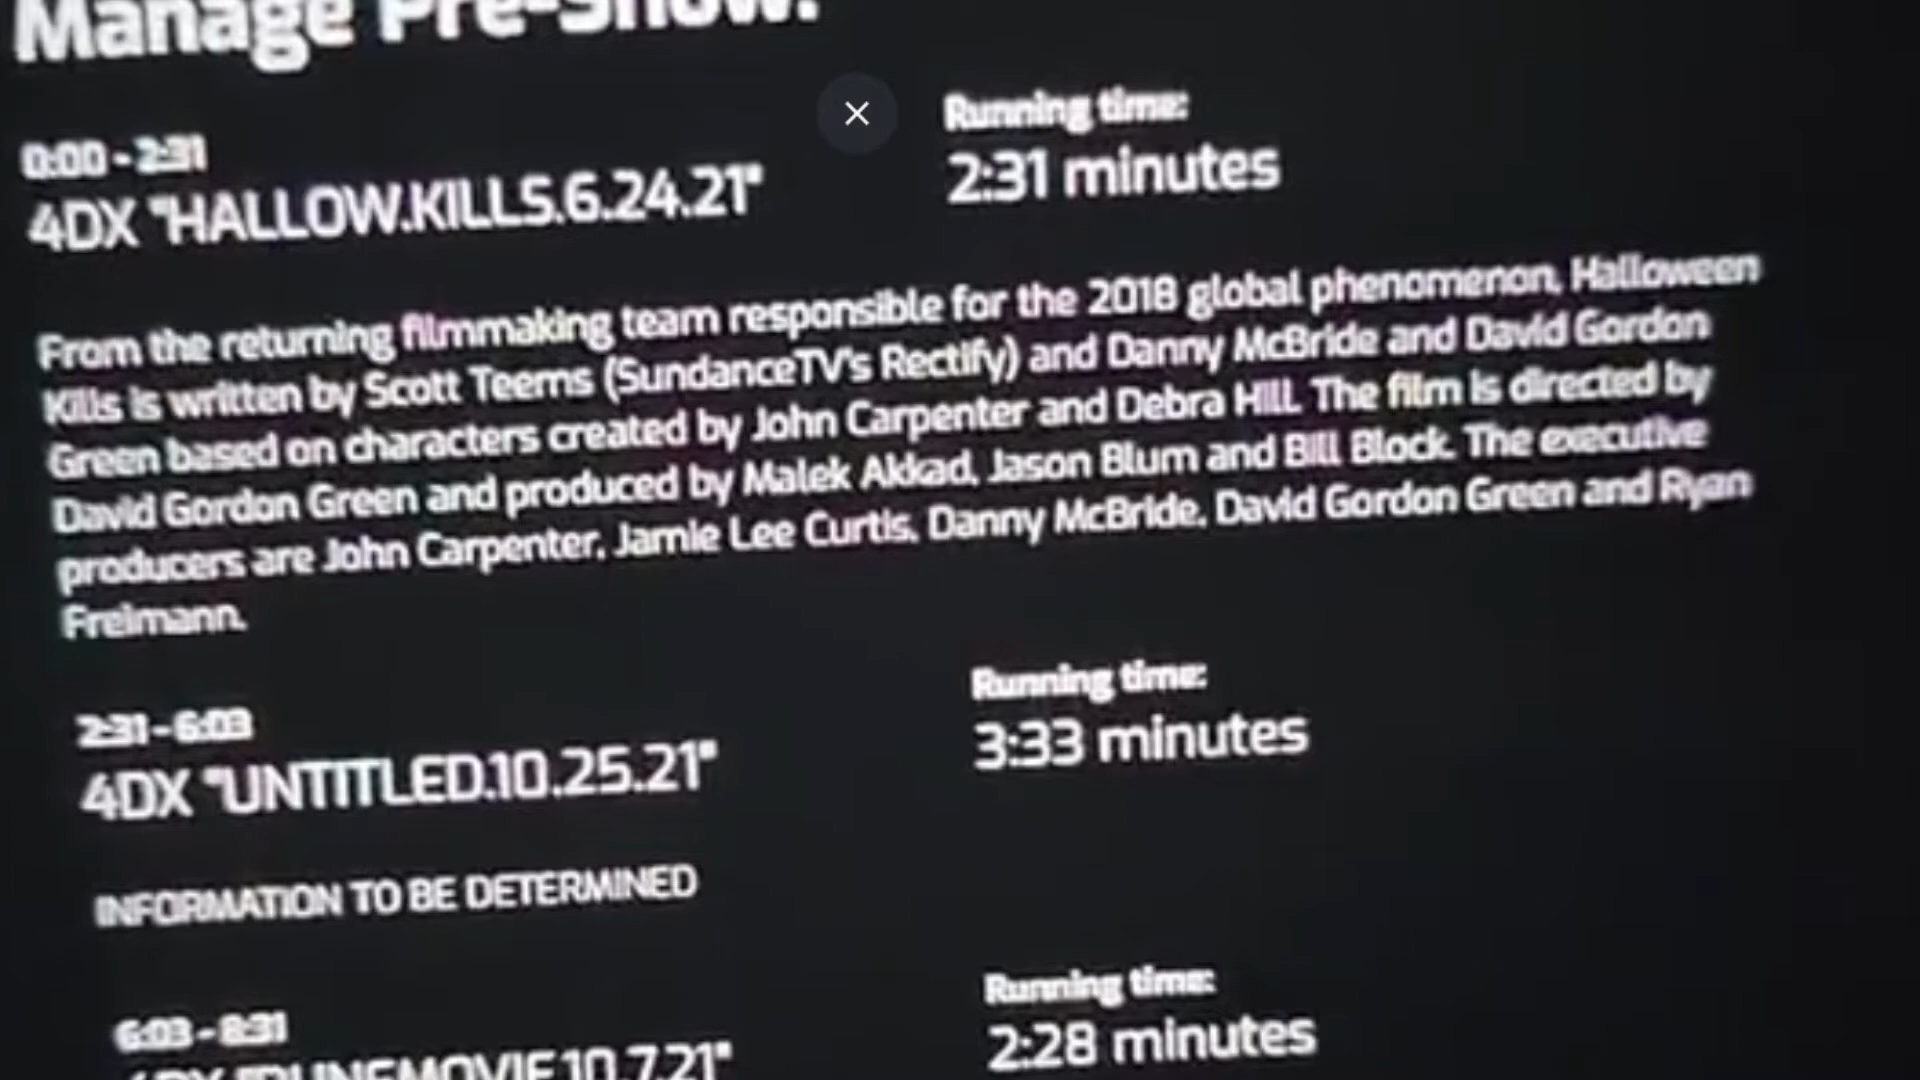 Manage Pre-Show:
0:00 - 2:31
4DX "HALLOW.KILLS.6.24.21"
Running time:
2:31 minutes
From the returning filmmaking team responsible for the 2018 global phenomenon, Halloween
Kills is written by Scott Teems (SundanceTV's Rectify) and Danny McBride and David Gordon
Green based on characters created by John Carpenter and Debra Hill. The film is directed by
David Gordon Green and produced by Malek Akkad, Jason Blum and Bill Block. The executive
producers are John Carpenter, Jamie Lee Curtis, Danny McBride, David Gordon Green and Ryan
Freimann.
2:31 - 6:03
4DX "UNTITLED.10.25.21"
Running time:
3:33 minutes
INFORMATION TO BE DETERMINED
6:03 - 8:31
4DX "DUNEMOVIE.10.7.21"
Running time:
2:28 minutes